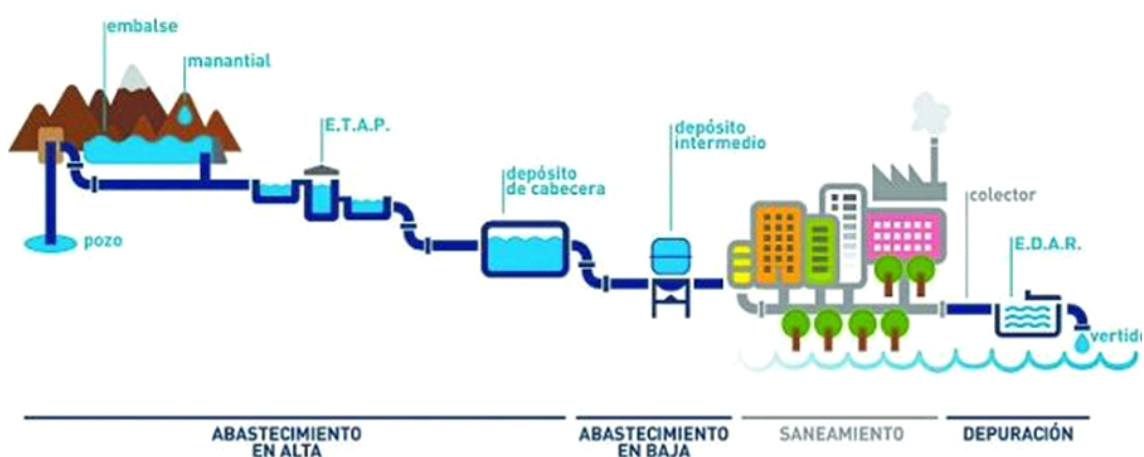 embalse
manantial
E.T.A.P.
depósito
de cabecera
depósito
intermedio
colector
E.D.A.R.
pozo
vertido
ABASTECIMIENTO
EN ALTA
ABASTECIMIENTO
EN BAJA
SANEAMIENTO
DEPURACIÓN